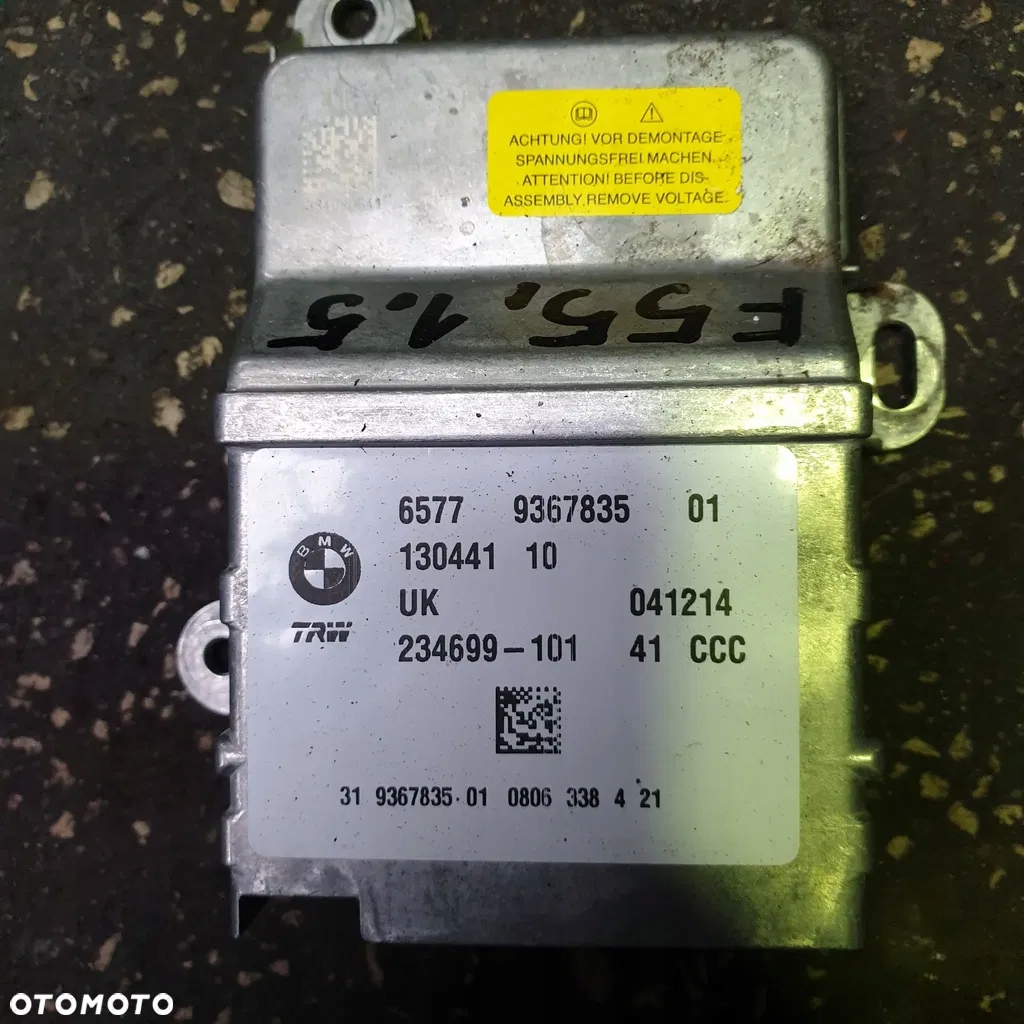 ACHTUNG! VOR DEMONTAGE
SPANNUNGSFREI MACHEN.
ATTENTION! BEFORE DIS-
ASSEMBLY, REMOVE VOLTAGE.
F55, 1.5
6577 9367835 01
BMW
130441 10
UK 041214
TRW
234699-101 41 CCC
31 9367835-01 0806 338 4 21
OTOMOTO